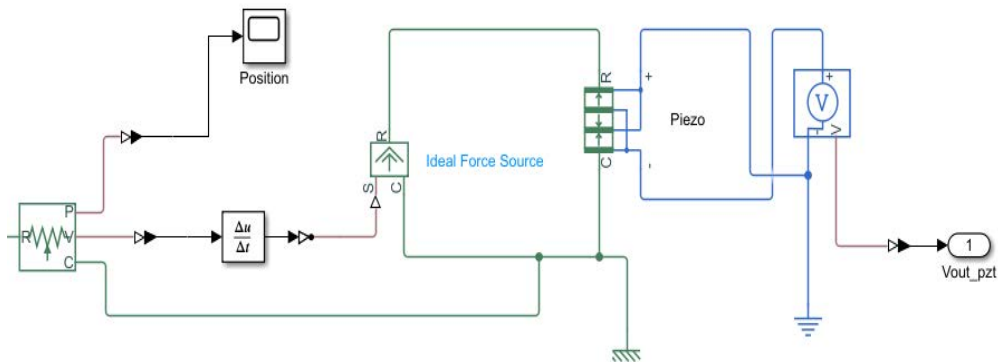 Position
R
R
+
Piezo
+
V
-
V
R
Ideal Force Source
S
C
C
-
P
R
V
C
Δu
Δt
1
Vout_pzt